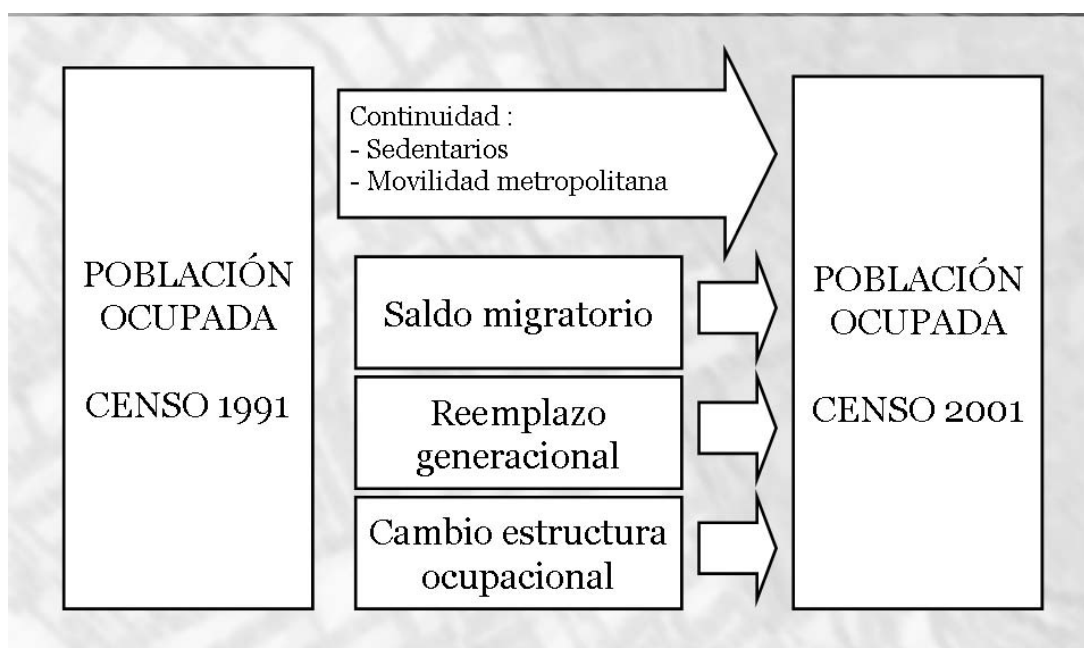 POBLACIÓN
OCUPADA
CENSO 1991
Continuidad :
- Sedentarios
- Movilidad metropolitana
Saldo migratorio
Reemplazo
generacional
Cambio estructura
ocupacional
POBLACIÓN
OCUPADA
CENSO 2001